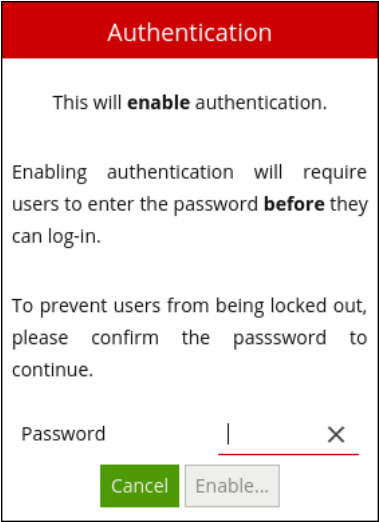 Authentication
This will enable authentication.
Enabling authentication will require
users to enter the password before they
can log-in.
To prevent users from being locked out,
please confirm the passsword to
continue.
Password
Cancel Enable...